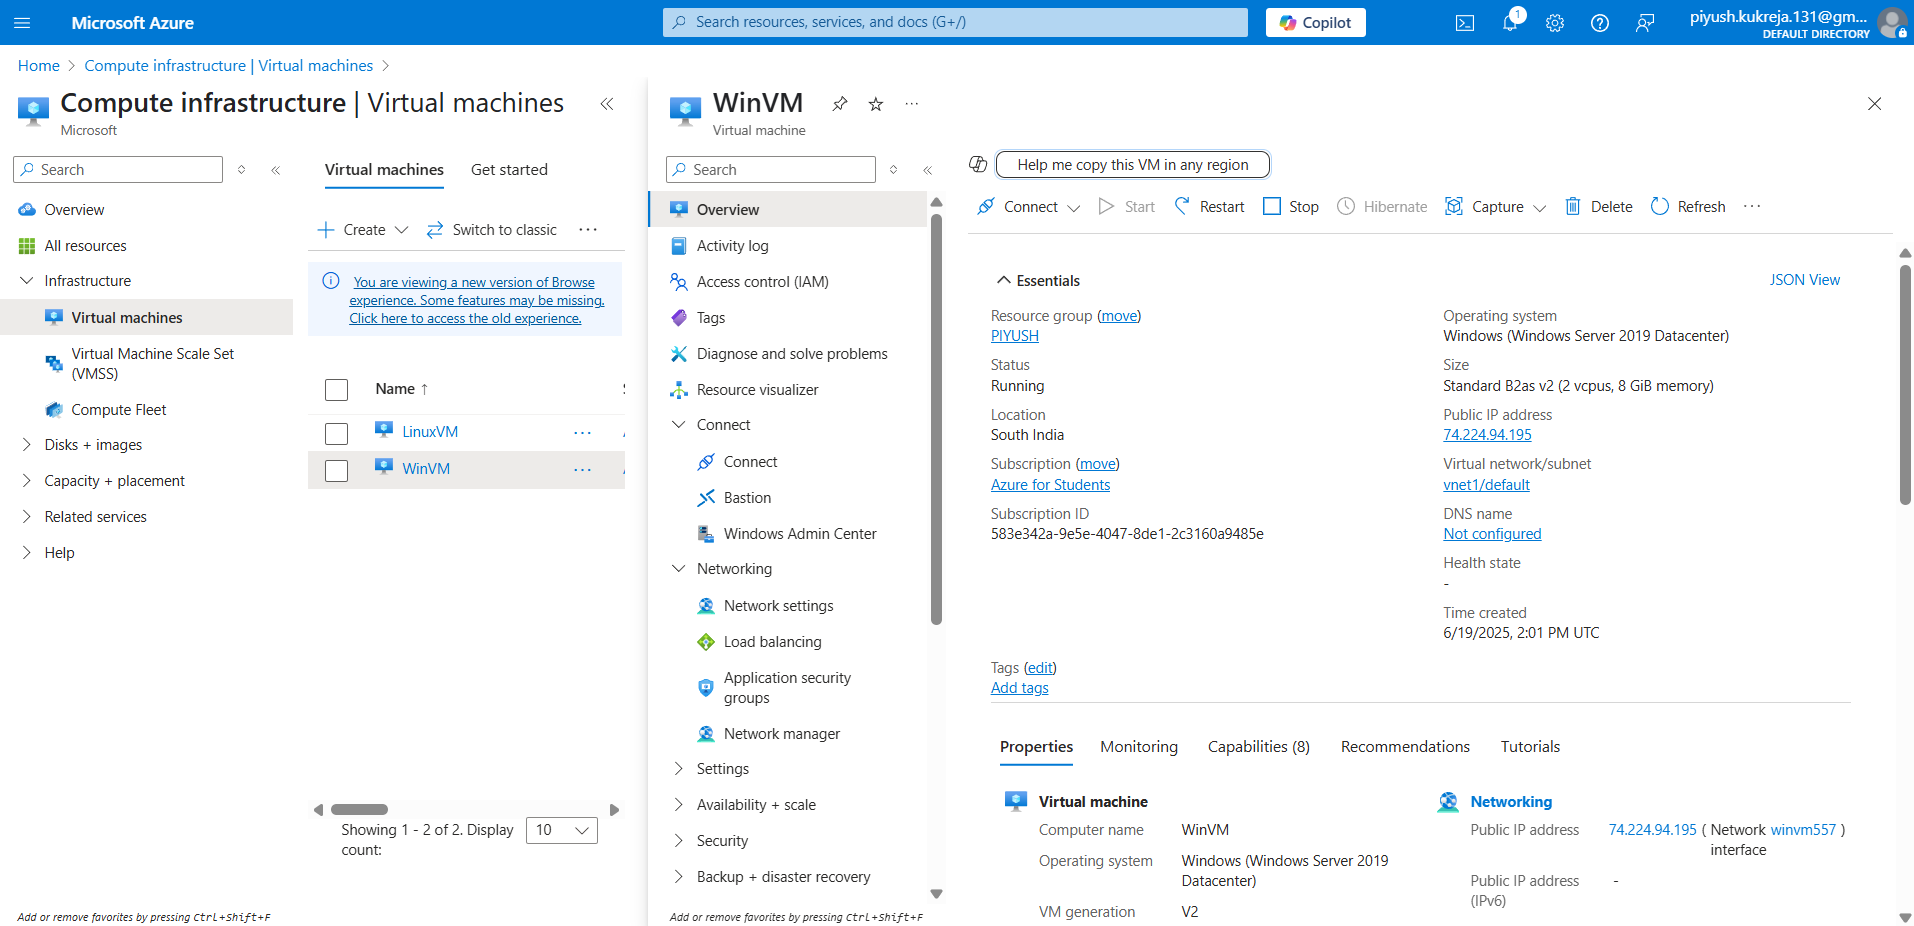 Microsoft Azure
Search resources, services, and docs (G+/)
Copilot
1
piyush.kukreja.131@gm...
DEFAULT DIRECTORY
Home
Compute infrastructure | Virtual machines
Compute infrastructure | Virtual machines
Microsoft
Search
Overview
All resources
Infrastructure
Virtual machines
Virtual Machine Scale Set
(VMSS)
Compute Fleet
Disks + images
Capacity + placement
Related services
Help
Add or remove favorites by pressing Ctrl+Shift+F
Virtual machines
Get started
Create
Switch to classic
You are viewing a new version of Browse
experience. Some features may be missing.
Click here to access the old experience.
Name ↑
LinuxVM
WinVM
Showing 1 - 2 of 2. Display
count:
10
WinVM
Virtual machine
Search
Overview
Activity log
Access control (IAM)
Tags
Diagnose and solve problems
Resource visualizer
Connect
Connect
Bastion
Windows Admin Center
Networking
Network settings
Load balancing
Application security
groups
Network manager
Settings
Availability + scale
Security
Backup + disaster recovery
Add or remove favorites by pressing Ctrl+Shift+F
Help me copy this VM in any region
Connect
Start
Restart
Stop
Hibernate
Capture
Delete
Refresh
Essentials
JSON View
Resource group (move)
PIYUSH
Status
Running
Location
South India
Subscription (move)
Azure for Students
Subscription ID
583e342a-9e5e-4047-8de1-2c3160a9485e
Operating system
Windows (Windows Server 2019 Datacenter)
Size
Standard B2as v2 (2 vcpus, 8 GiB memory)
Public IP address
74.224.94.195
Virtual network/subnet
vnet1/default
DNS name
Not configured
Health state
-
Time created
6/19/2025, 2:01 PM UTC
Tags (edit)
Add tags
Properties
Monitoring
Capabilities (8)
Recommendations
Tutorials
Virtual machine
Computer name
WinVM
Operating system
Windows (Windows Server 2019
Datacenter)
VM generation
V2
Networking
Public IP address
74.224.94.195 ( Network winvm557 )
interface
Public IP address
(IPv6)
-